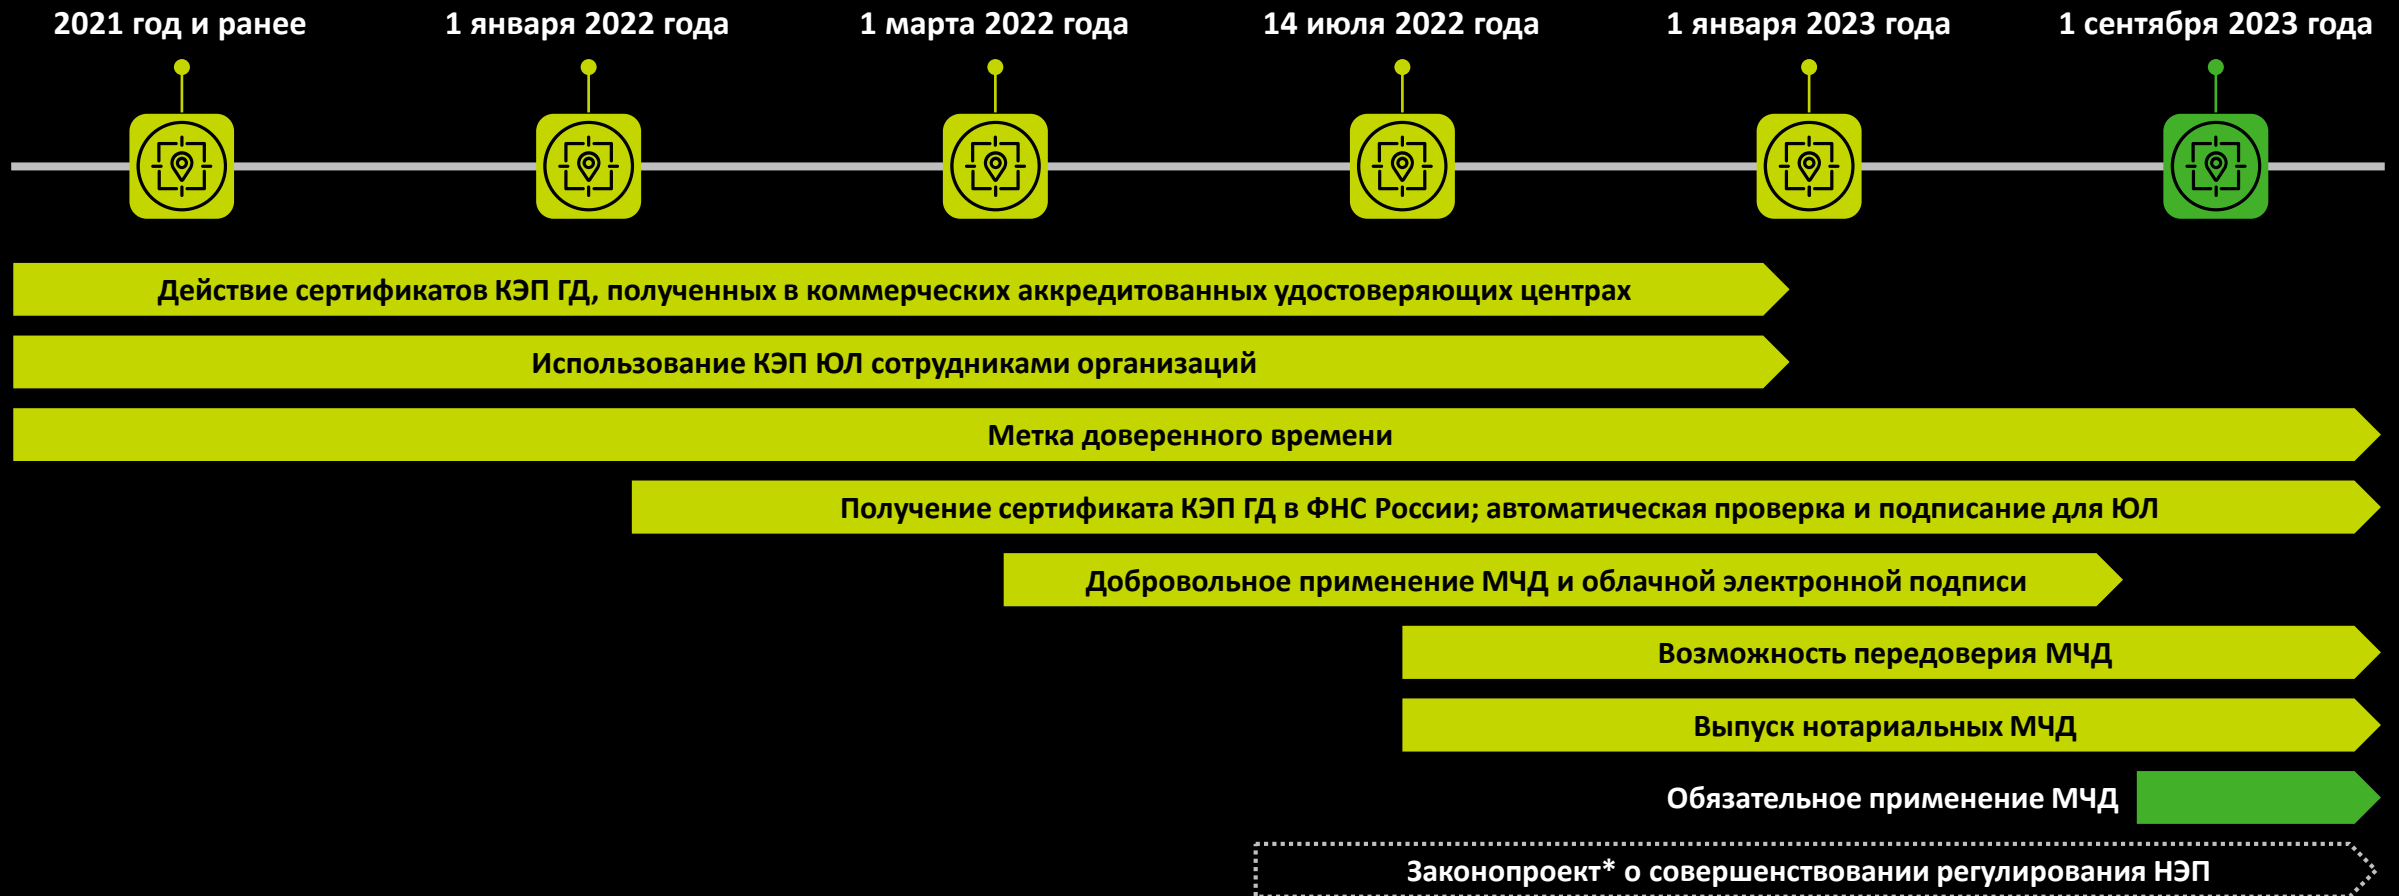 2021 год и ранее
1 января 2022 года
1 марта 2022 года
14 июля 2022 года
1 января 2023 года
1 сентября 2023 года
Действие сертификатов КЭП ГД, полученных в коммерческих аккредитованных удостоверяющих центрах
Использование КЭП ЮЛ сотрудниками организаций
Метка доверенного времени
Получение сертификата КЭП ГД в ФНС России; автоматическая проверка и подписание для ЮЛ
Добровольное применение МЧД и облачной электронной подписи
Возможность передоверия МЧД
Выпуск нотариальных МЧД
Обязательное применение МЧД
Законопроект* о совершенствовании регулирования НЭП